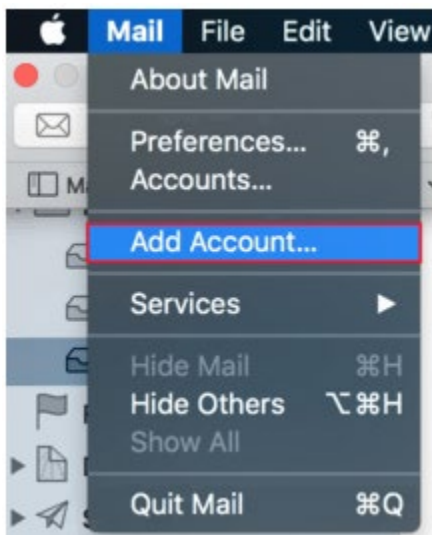 Mail File Edit View
About Mail
Preferences... ⌘,
Accounts...
Add Account...
Services ▶
Hide Mail ⌘H
Hide Others ⌥⌘H
Show All
Quit Mail ⌘Q